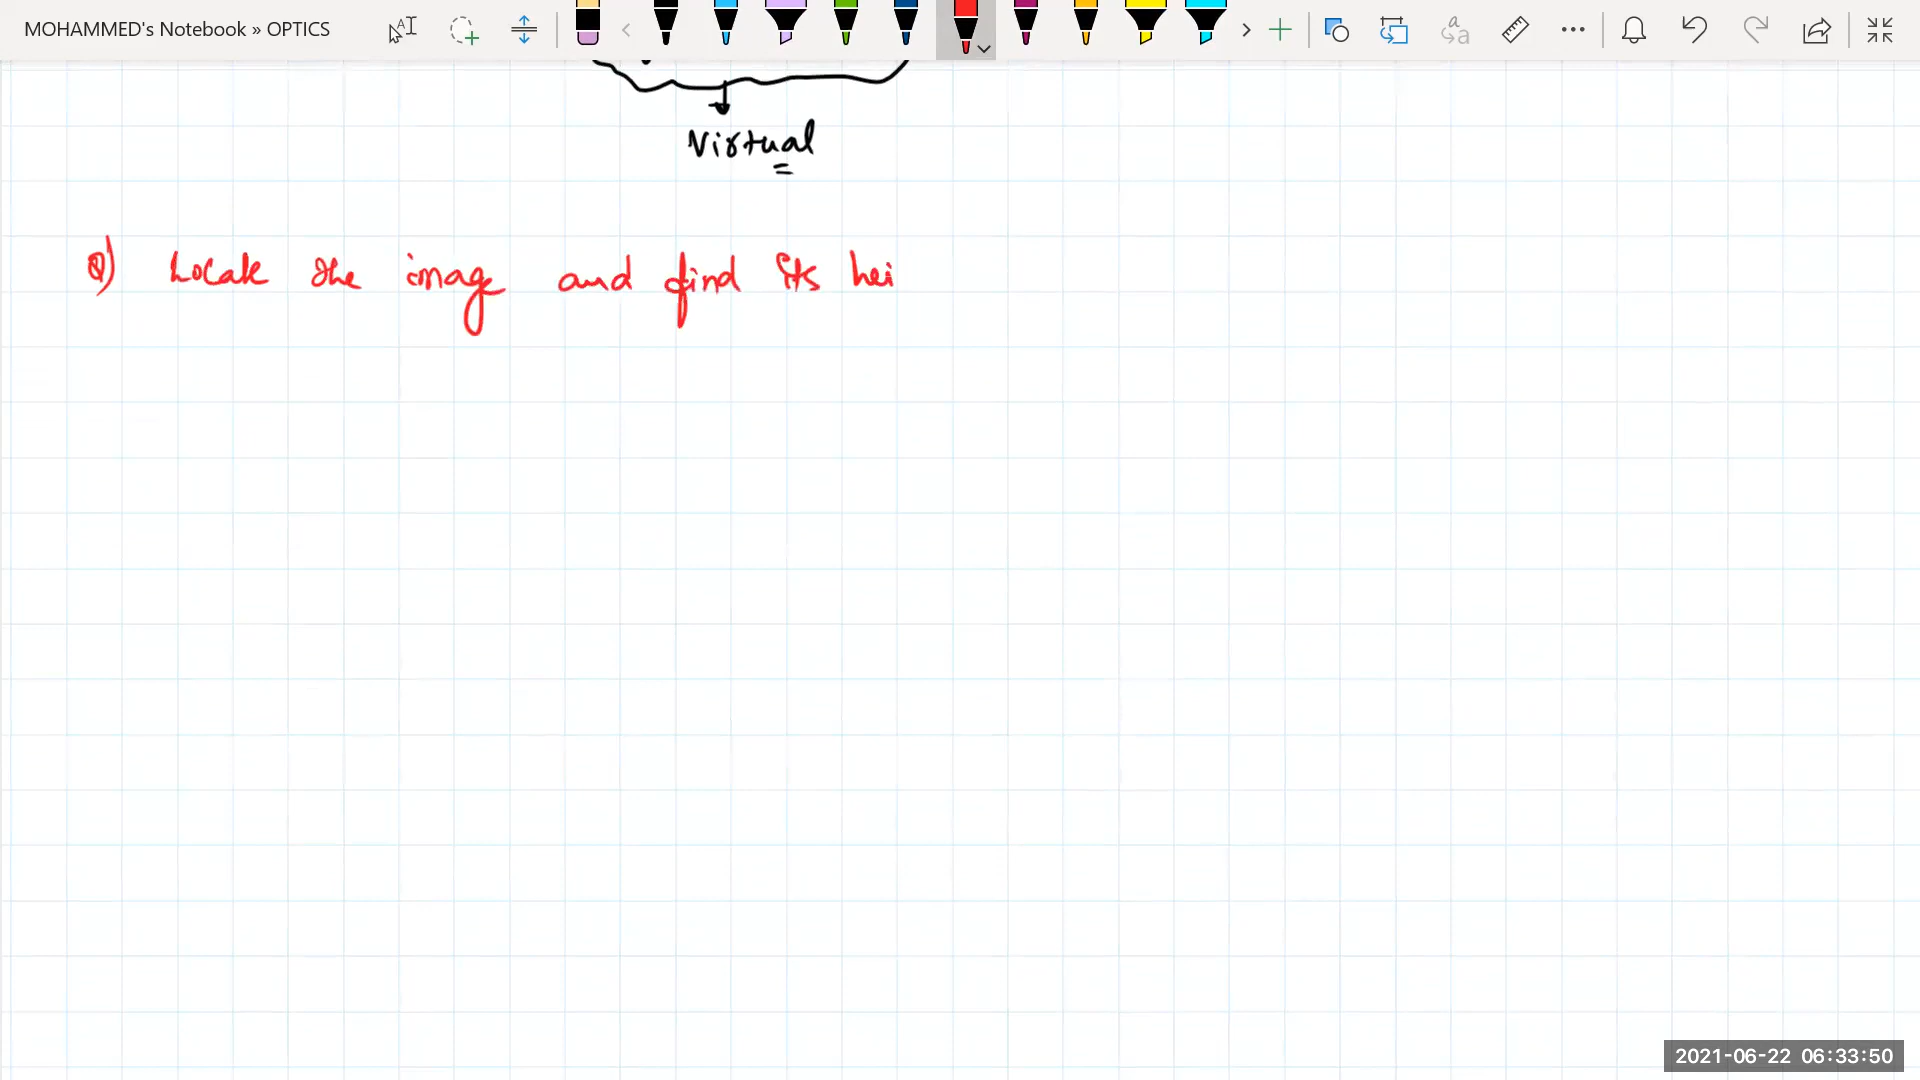 MOHAMMED's Notebook » OPTICS
Virtual
Q) Locate the image and find its hei
2021-06-22 06:33:50